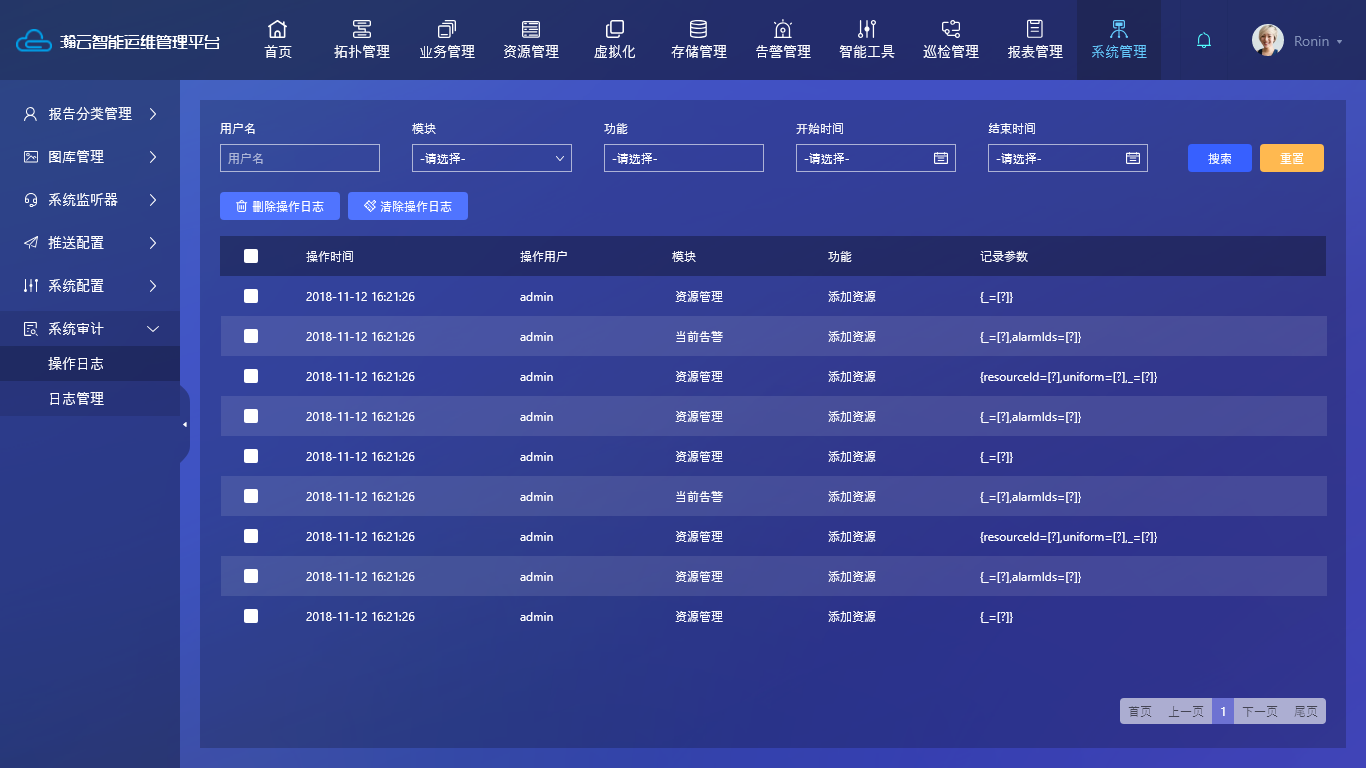 瀚云智能运维管理平台
首页 拓扑管理 业务管理 资源管理 虚拟化 存储管理 告警管理 智能工具 巡检管理 报表管理 系统管理 Ronin
报告分类管理
图库管理
系统监听器
推送配置
系统配置
系统审计
操作日志
日志管理
用户名 模块 功能 开始时间 结束时间
用户名 -请选择- -请选择- -请选择- -请选择- 搜索 重置
删除操作日志 清除操作日志
操作时间 操作用户 模块 功能 记录参数
2018-11-12 16:21:26 admin 资源管理 添加资源 {_=[?]}
2018-11-12 16:21:26 admin 当前告警 添加资源 {_=[?],alarmIds=[?]}
2018-11-12 16:21:26 admin 资源管理 添加资源 {resourceId=[?],uniform=[?],_=[?]}
2018-11-12 16:21:26 admin 资源管理 添加资源 {_=[?],alarmIds=[?]}
2018-11-12 16:21:26 admin 资源管理 添加资源 {_=[?]}
2018-11-12 16:21:26 admin 当前告警 添加资源 {_=[?],alarmIds=[?]}
2018-11-12 16:21:26 admin 资源管理 添加资源 {resourceId=[?],uniform=[?],_=[?]}
2018-11-12 16:21:26 admin 资源管理 添加资源 {_=[?],alarmIds=[?]}
2018-11-12 16:21:26 admin 资源管理 添加资源 {_=[?]}
首页 上一页 1 下一页 尾页